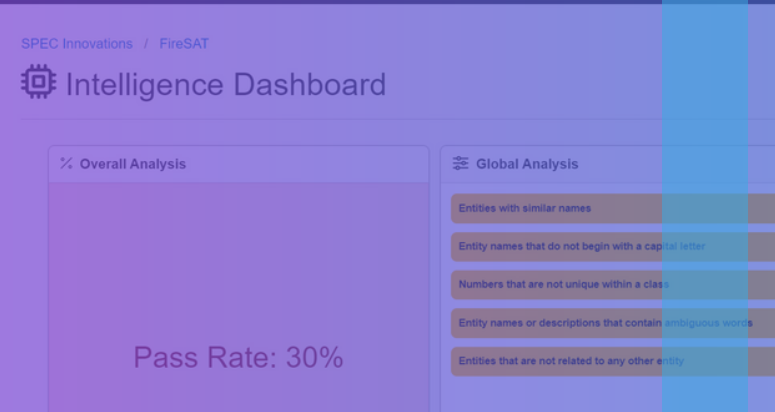 SPEC Innovations / FireSAT
Intelligence Dashboard
Overall Analysis
Global Analysis
Entities with similar names
Entity names that do not begin with a capital letter
Numbers that are not unique within a class
Entity names or descriptions that contain ambiguous words
Entities that are not related to any other entity
Pass Rate: 30%